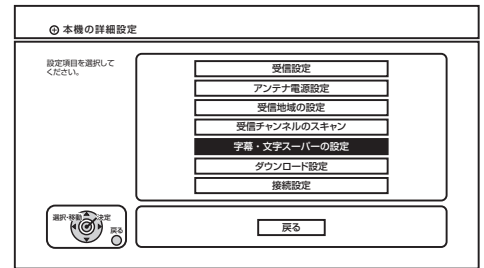 本機の詳細設定
設定項目を選択して
ください。
受信設定
アンテナ電源設定
受信地域の設定
受信チャンネルのスキャン
字幕・文字スーパーの設定
ダウンロード設定
接続設定
選択・移動
決定
戻る
戻る